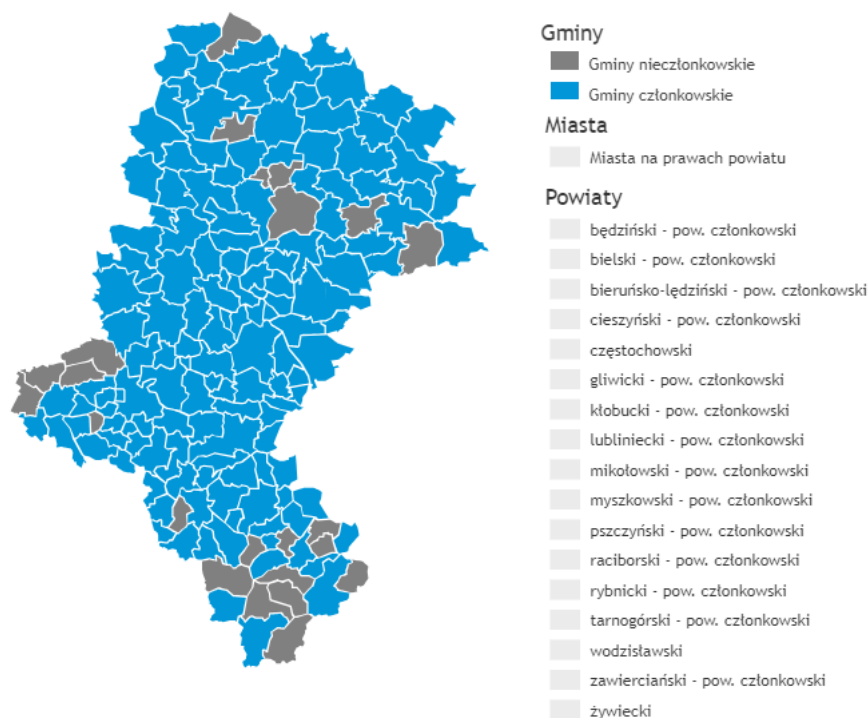 Gminy
Gminy nieczłonkowskie
Gminy członkowskie
Miasta
Miasta na prawach powiatu
Powiaty
będziński - pow. członkowski
bielski - pow. członkowski
bieruńsko-lędziński - pow. członkowski
cieszyński - pow. członkowski
częstochowski
gliwicki - pow. członkowski
kłobucki - pow. członkowski
lubliniecki - pow. członkowski
mikołowski - pow. członkowski
myszkowski - pow. członkowski
pszczyński - pow. członkowski
raciborski - pow. członkowski
rybnicki - pow. członkowski
tarnogórski - pow. członkowski
wodzisławski
zawierciański - pow. członkowski
żywiecki